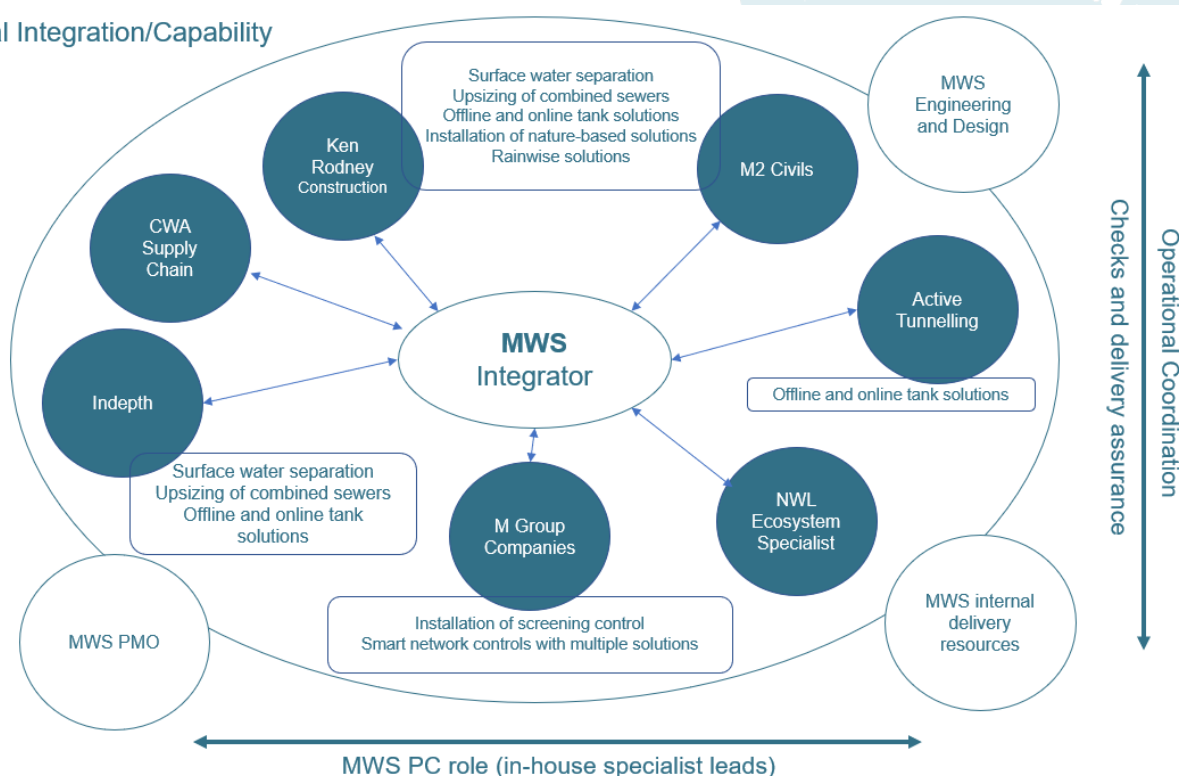 al Integration/Capability
Surface water separation
Upsizing of combined sewers
Offline and online tank solutions
Installation of nature-based solutions
Rainwise solutions
MWS
Engineering
and Design
Ken
Rodney
Construction
M2 Civils
CWA
Supply
Chain
Active
Tunnelling
Offline and online tank solutions
MWS
Integrator
Indepth
Surface water separation
Upsizing of combined sewers
Offline and online tank
solutions
M Group
Companies
NWL
Ecosystem
Specialist
Installation of screening control
Smart network controls with multiple solutions
MWS PMO
MWS internal
delivery
resources
Checks and delivery assurance
Operational Coordination
MWS PC role (in-house specialist leads)